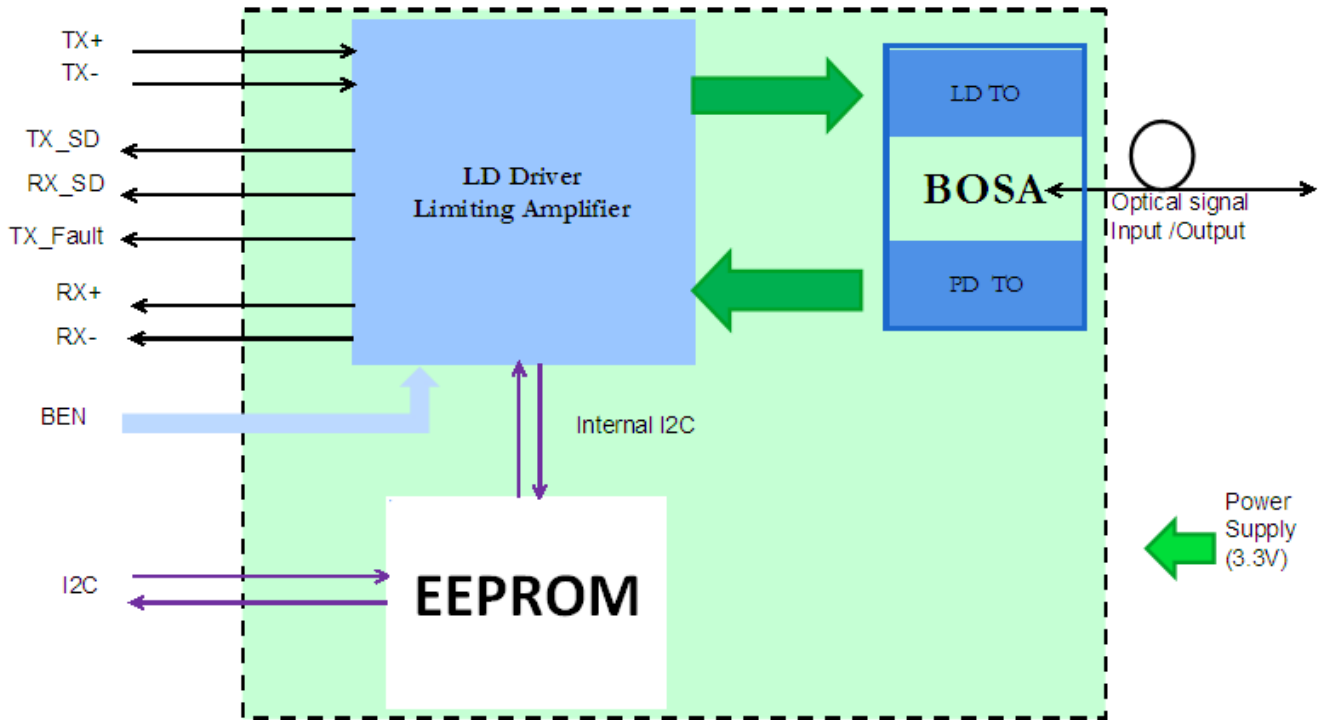 TX+
TX-
TX_SD
RX_SD
TX_Fault
RX+
RX-
BEN
I2C
LD Driver
Limiting Amplifier
Internal I2C
EEPROM
LD TO
BOSA
PD TO
Optical signal
Input /Output
Power
Supply
(3.3V)